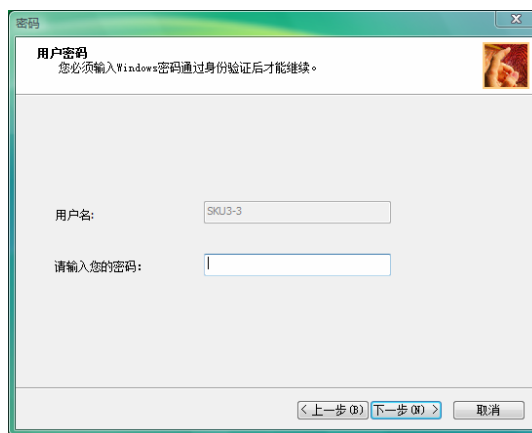 密码
用户密码
您必须输入Windows密码通过身份验证后才能继续。
用户名:
SKU3-3
请输入您的密码:
< 上一步(B)
下一步(N) >
取消